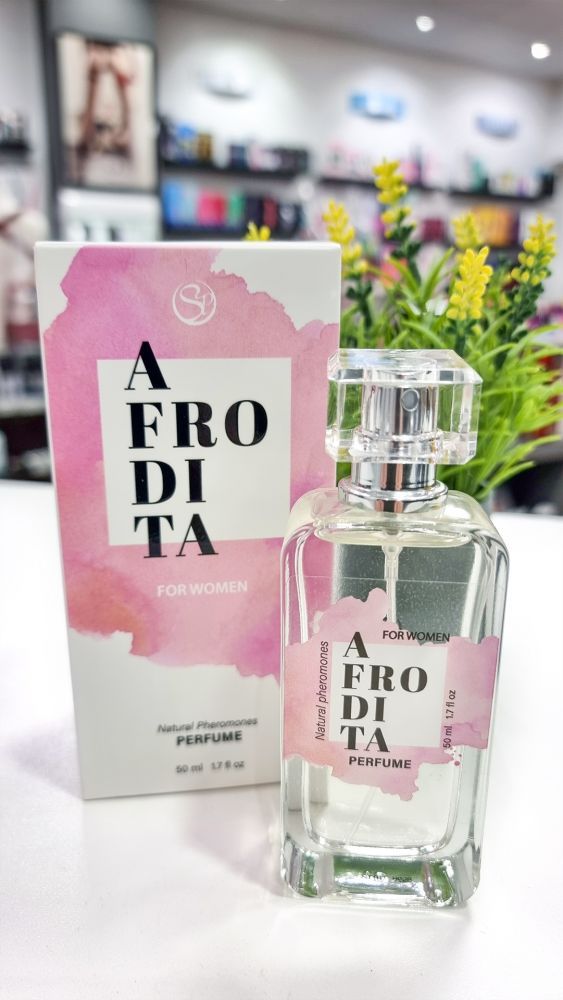 SP
A
FRO
DI
TA
FOR WOMEN
Natural Pheromones
PERFUME
50 ml 1.7 fl oz
FOR WOMEN
A
FRO
DI
TA
PERFUME
Natural pheromones
50 ml 1.7 fl oz